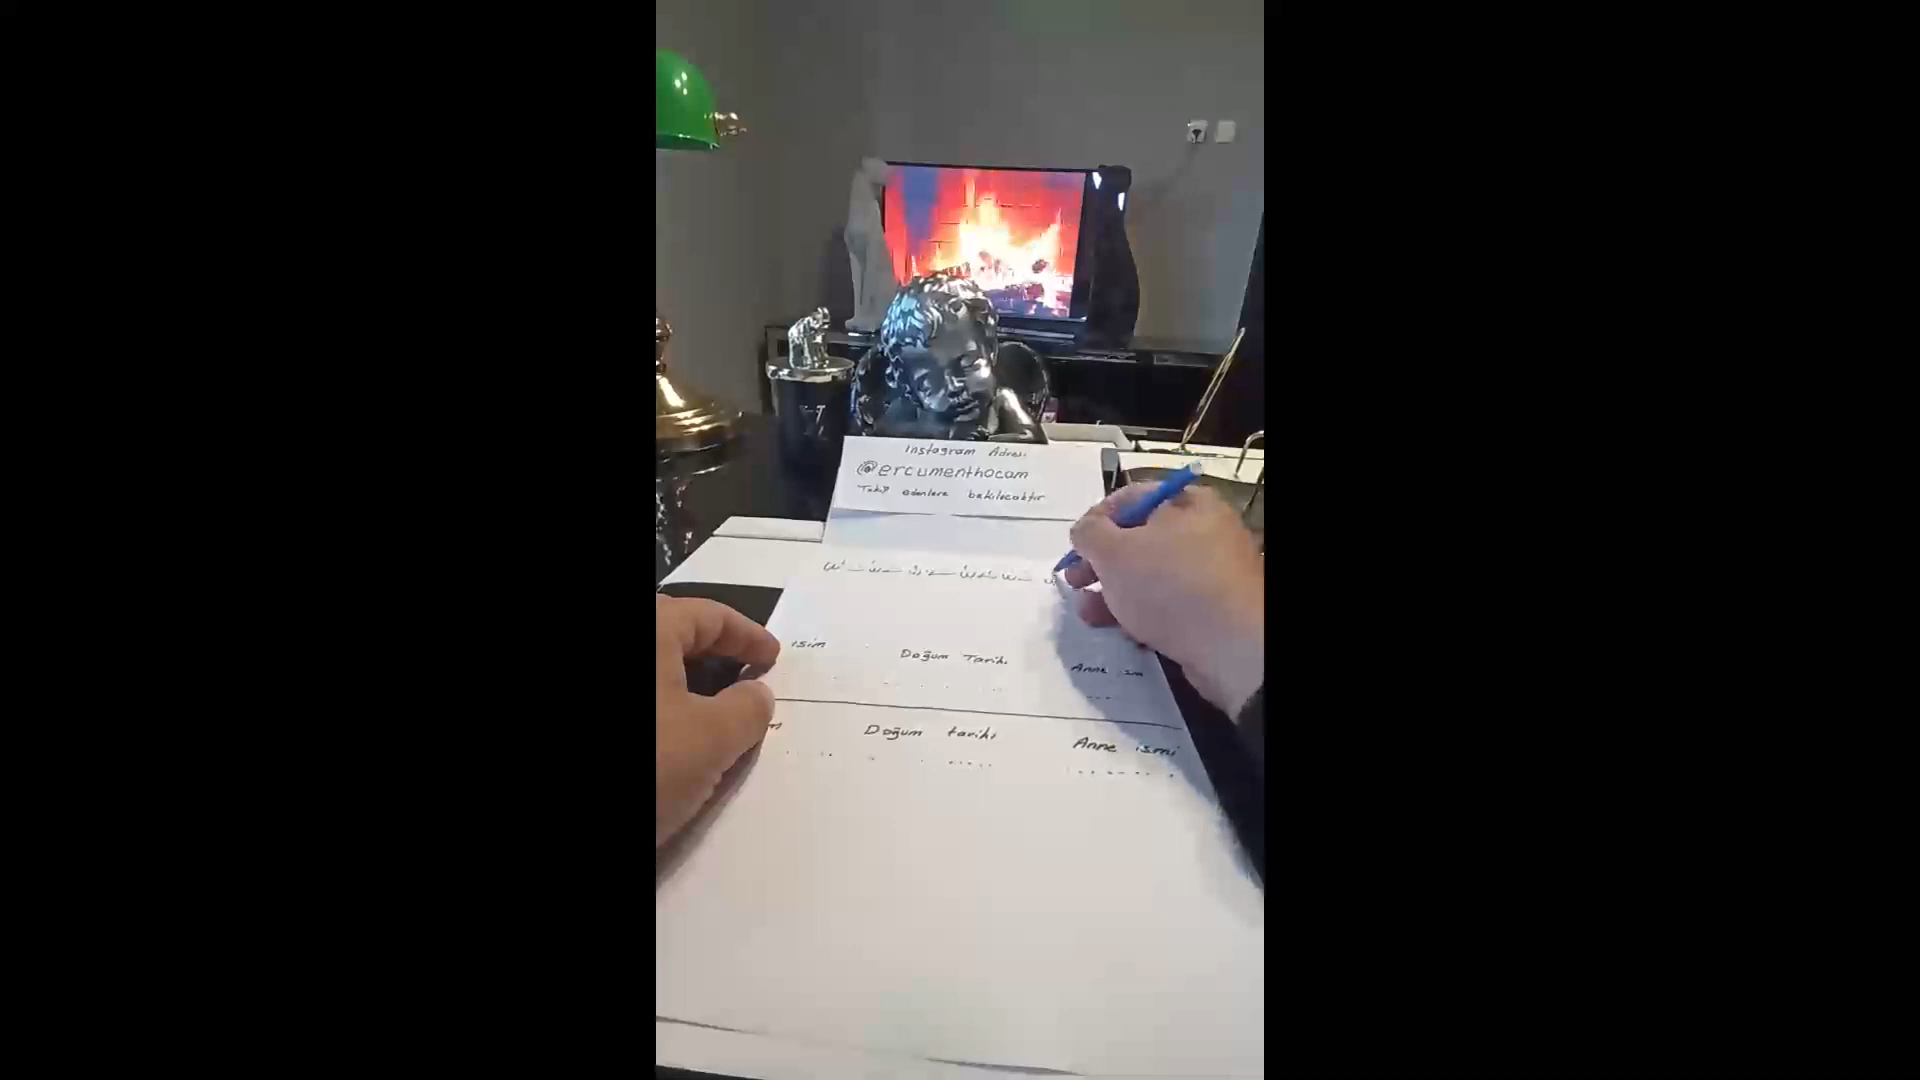 instagram Adresi
@ercumenthocam
Takip edenlere bakılacaktır
isim Doğum Tarihi Anne ismi
Doğum tarihi Anne ismi